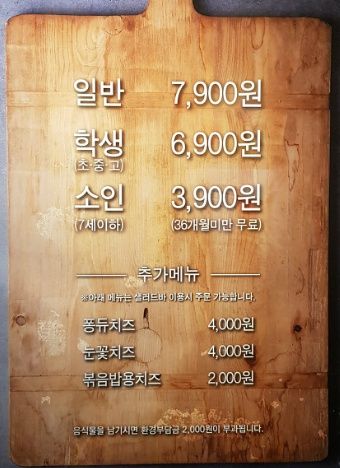 일반 7,900원
학생 6,900원
(초·중·고)
소인 3,900원
(7세이하) (36개월미만 무료)
추가메뉴
※아래 메뉴는 샐러드바 이용시 주문 가능합니다.
퐁듀치즈 4,000원
눈꽃치즈 4,000원
볶음밥용치즈 2,000원
음식물을 남기시면 환경부담금 2,000원이 부과됩니다.